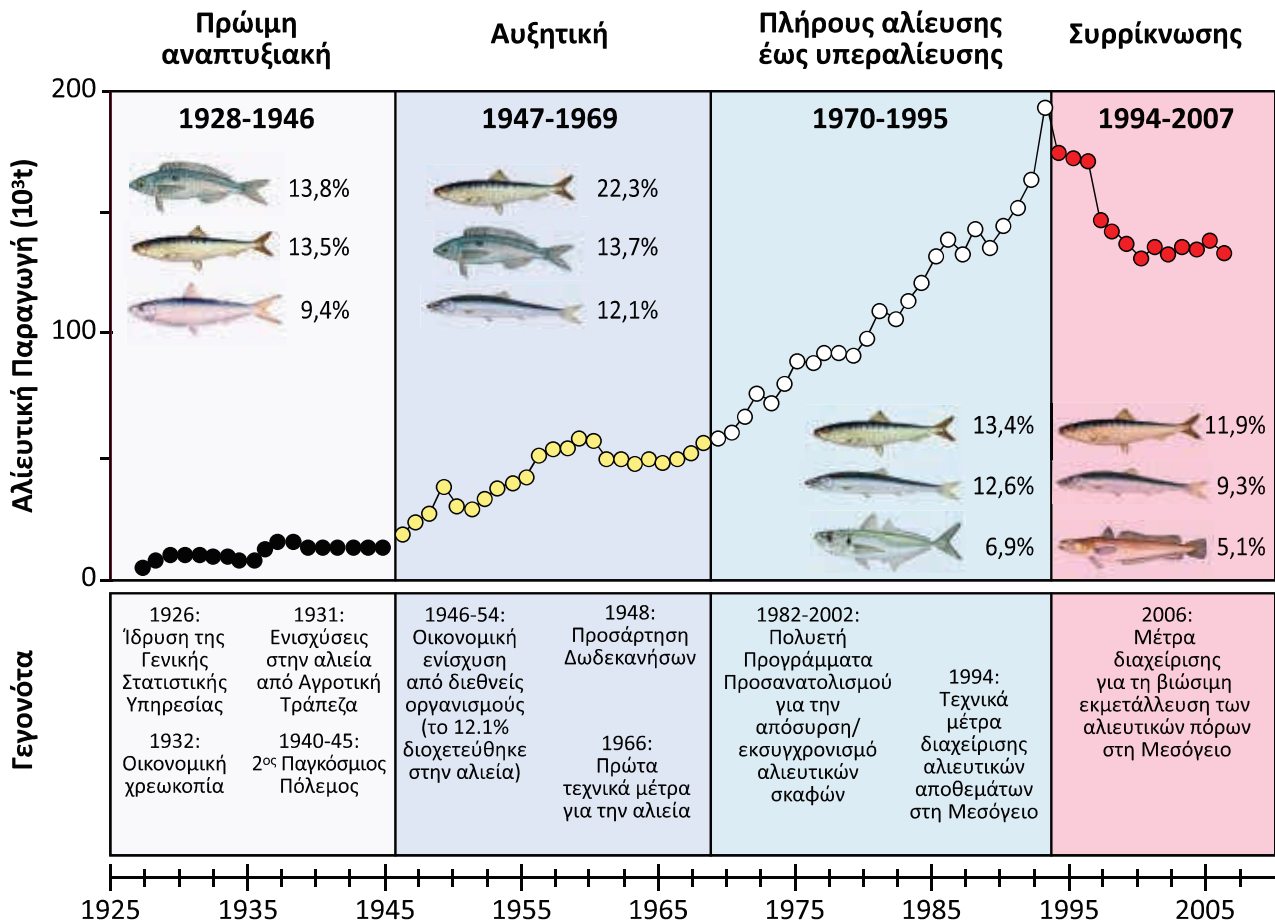 Πρώιμη
αναπτυξιακή
Αυξητική
Πλήρους αλίευσης
έως υπεραλίευσης
Συρρίκνωσης
Αλίευτική Παραγωγή (10³t)
200
100
0
1928-1946
13,8%
13,5%
9,4%
1947-1969
22,3%
13,7%
12,1%
1970-1995
13,4%
12,6%
6,9%
1994-2007
11,9%
9,3%
5,1%
Γεγονότα
1926:
Ίδρυση της
Γενικής
Στατιστικής
Υπηρεσίας
1932:
Οικονομική
χρεωκοπία
1931:
Ενισχύσεις
στην αλιεία
από Αγροτική
Τράπεζα
1940-45:
2ος Παγκόσμιος
Πόλεμος
1946-54:
Οικονομική
ενίσχυση
από διεθνείς
οργανισμούς
(το 12.1%
διοχετεύθηκε
στην αλιεία)
1948:
Προσάρτηση
Δωδεκανήσων
1966:
Πρώτα
τεχνικά μέτρα
για την αλιεία
1982-2002:
Πολυετή
Προγράμματα
Προσανατολισμού
για την
απόσυρση/
εκσυγχρονισμό
αλιευτικών
σκαφών
1994:
Τεχνικά
μέτρα
διαχείρισης
αλιευτικών
αποθεμάτων
στη Μεσόγειο
2006:
Μέτρα
διαχείρισης
για τη βιώσιμη
εκμετάλλευση των
αλιευτικών πόρων
στη Μεσόγειο
1925
1935
1945
1955
1965
1975
1985
1995
2005